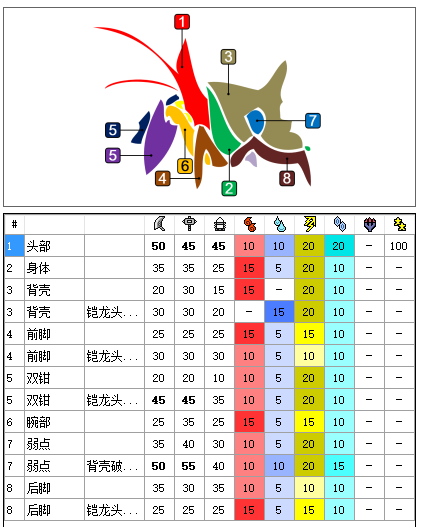 1
3
7
5
5
6
4
2
8
#
1 头部 50 45 45 10 10 20 20 – 100
2 身体 35 35 25 15 5 20 10 – –
3 背壳 20 30 15 15 – 20 10 – –
3 背壳 铠龙头... 30 30 20 – 15 20 10 – –
4 前脚 25 25 25 15 5 15 10 – –
4 前脚 铠龙头... 30 30 30 10 5 10 10 – –
5 双钳 20 20 10 10 5 20 10 – –
5 双钳 铠龙头... 45 45 35 10 5 20 10 – –
6 腕部 25 35 25 15 5 15 10 – –
7 弱点 35 40 30 10 5 20 10 – –
7 弱点 背壳破... 50 55 40 10 10 20 15 – –
8 后脚 35 30 35 10 5 10 10 – –
8 后脚 铠龙头... 25 25 25 15 5 15 10 – –